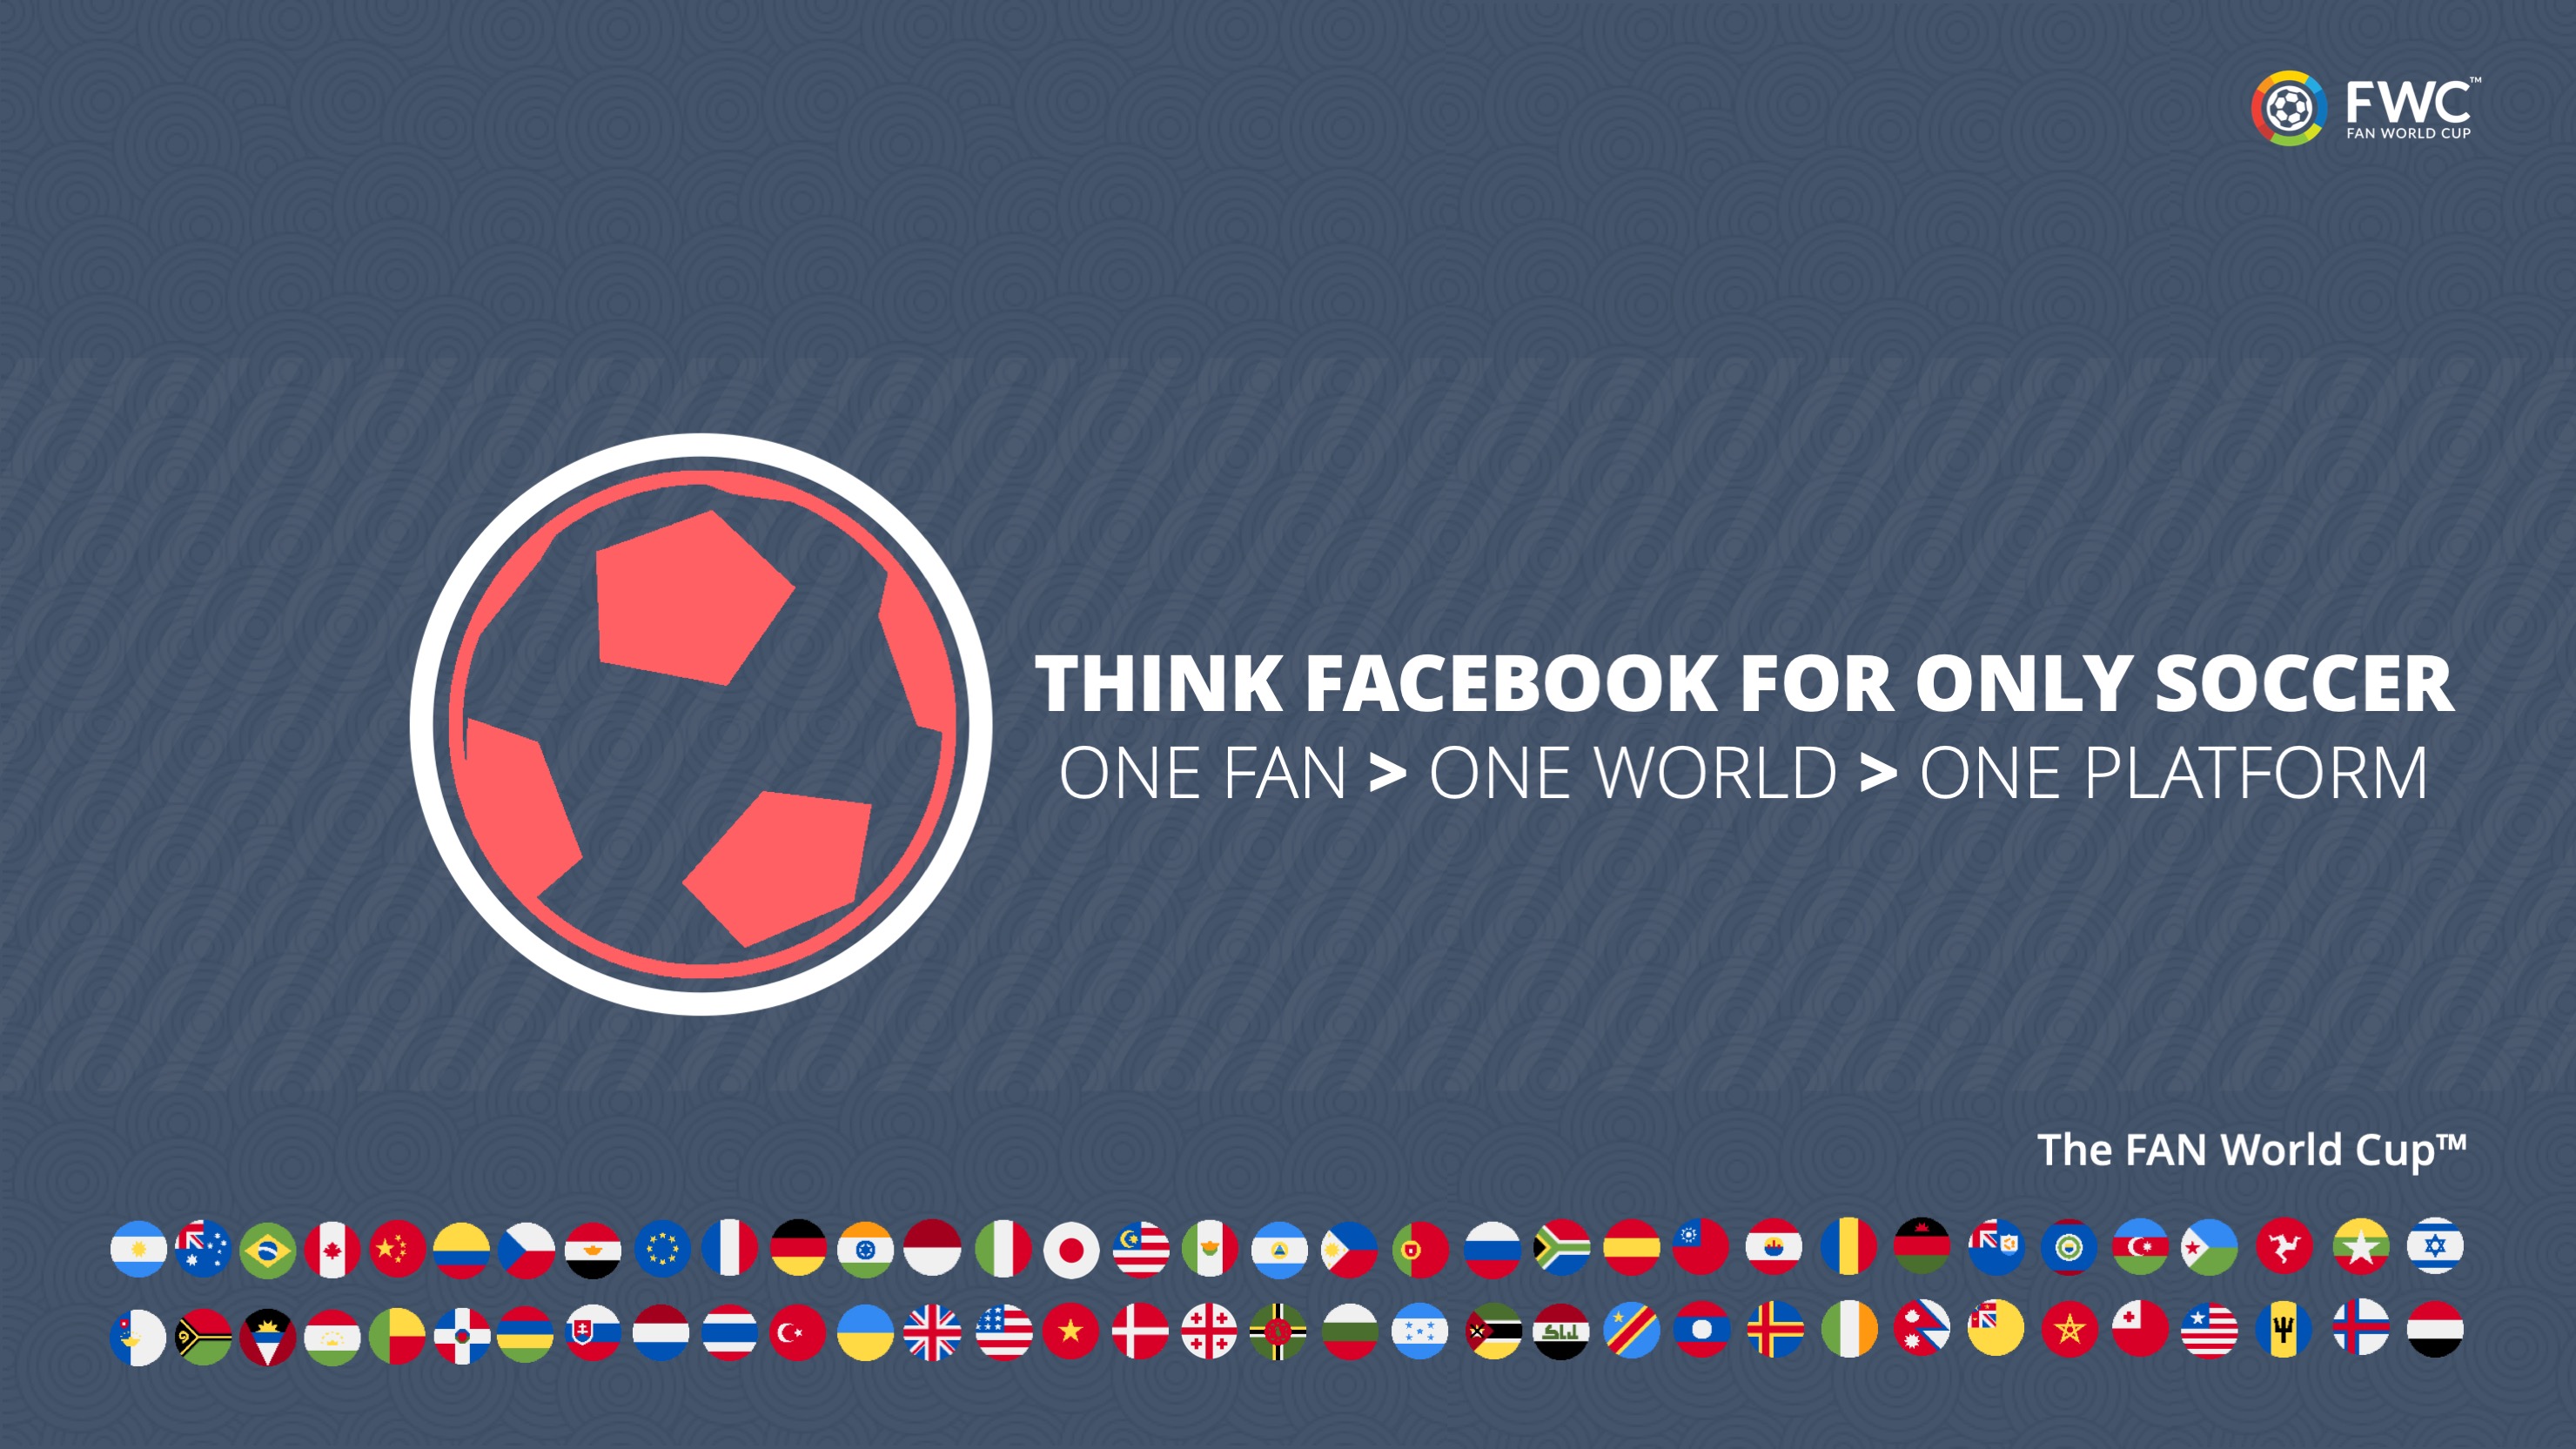 FWC™
FAN WORLD CUP
THINK FACEBOOK FOR ONLY SOCCER
ONE FAN > ONE WORLD > ONE PLATFORM
The FAN World Cup™